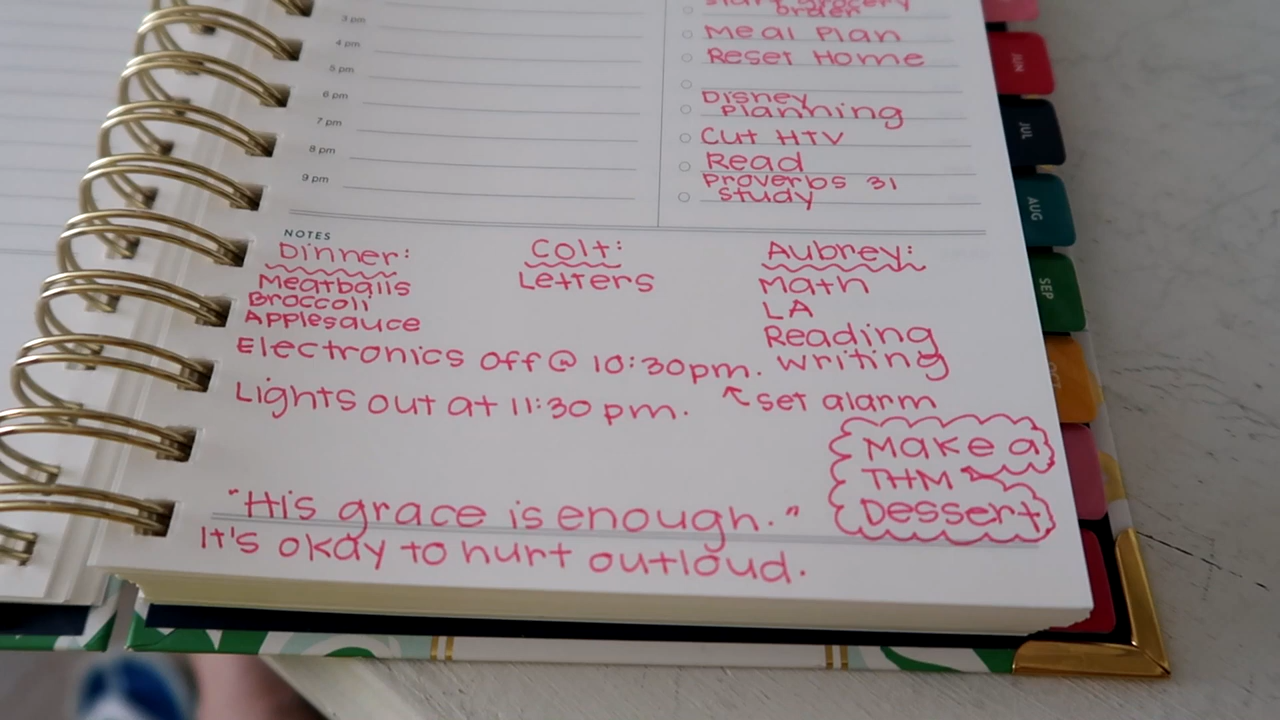 3 pm
4 pm
5 pm
6 pm
7 pm
8 pm
9 pm
Start grocery
order
Meal Plan
Reset Home
Disney
Planning
Cut HTV
Read
Proverbs 31
Study
NOTES
Dinner:
Meatballs
Broccoli
Applesauce
Colt:
Letters
Aubrey:
Math
LA
Reading
Writing
Electronics off @ 10:30pm.
set alarm
Lights out at 11:30 pm.
Make a
THM
Dessert
"His grace is enough."
It's okay to hurt outloud.
JUN
JUL
AUG
SEP
OCT